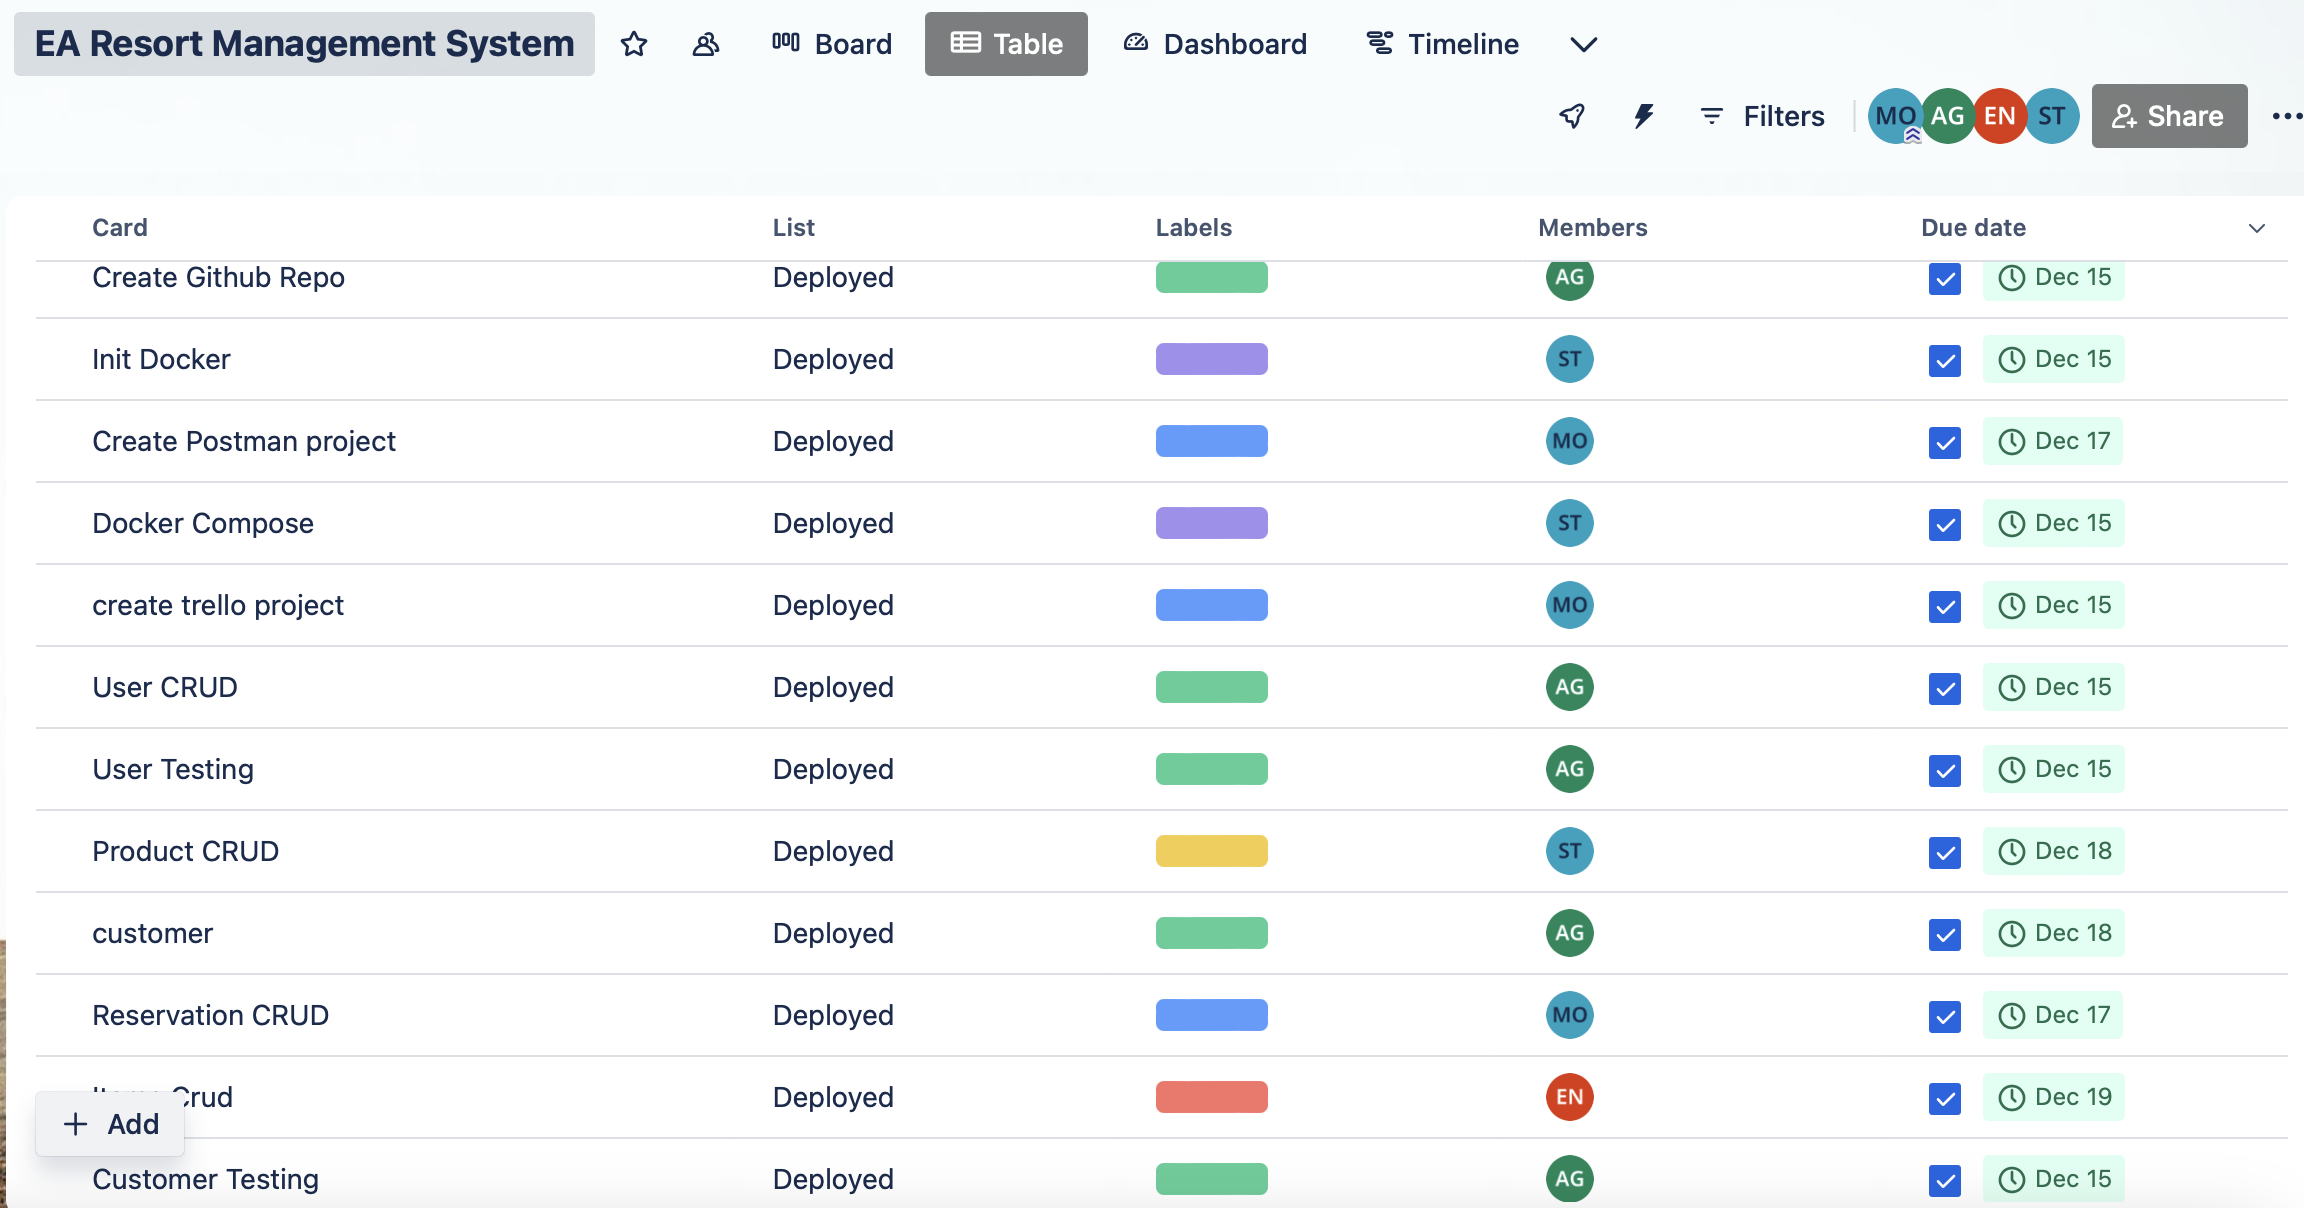 EA Resort Management System Board Table Dashboard Timeline
Filters MO AG EN ST Share
Card List Labels Members Due date
Create Github Repo Deployed AG Dec 15
Init Docker Deployed ST Dec 15
Create Postman project Deployed MO Dec 17
Docker Compose Deployed ST Dec 15
create trello project Deployed MO Dec 15
User CRUD Deployed AG Dec 15
User Testing Deployed AG Dec 15
Product CRUD Deployed ST Dec 18
customer Deployed AG Dec 18
Reservation CRUD Deployed MO Dec 17
Crud Deployed EN Dec 19
+ Add
Customer Testing Deployed AG Dec 15